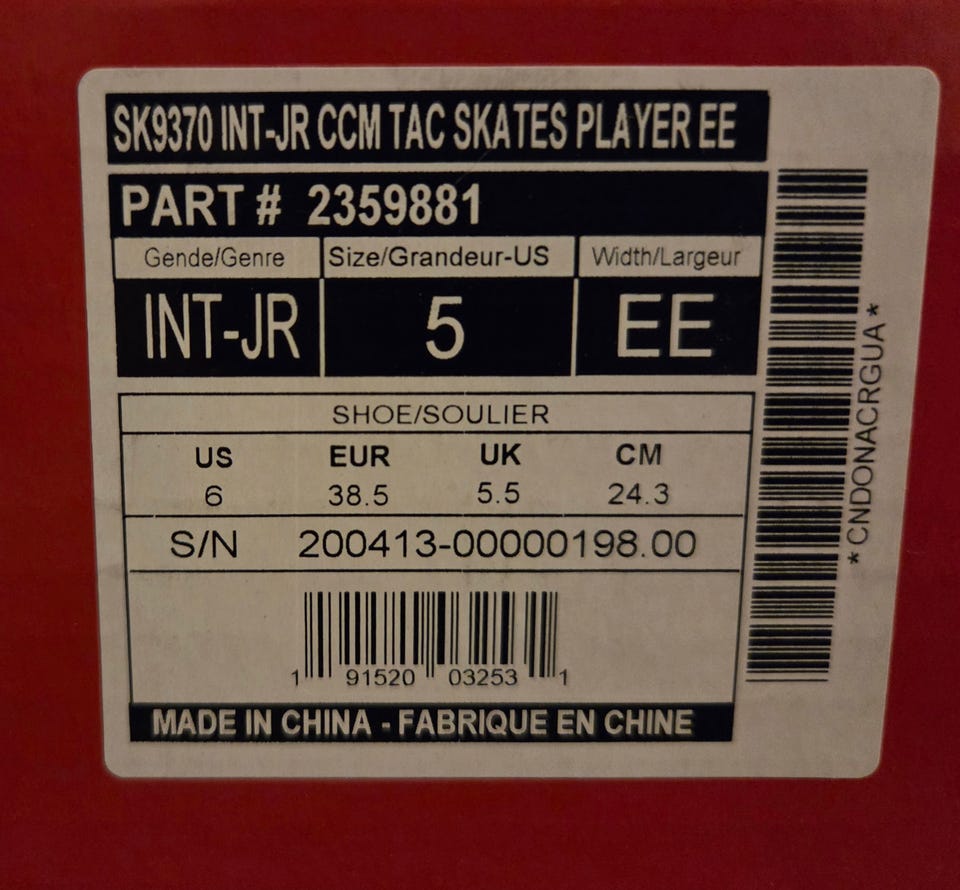 SK9370 INT-JR CCM TAC SKATES PLAYER EE
PART # 2359881
Gende/Genre Size/Grandeur-US Width/Largeur
INT-JR 5 EE
SHOE/SOULIER
US EUR UK CM
6 38.5 5.5 24.3
S/N 200413-00000198.00
1 91520 03253 1
MADE IN CHINA - FABRIQUE EN CHINE
*CNDONACRGUA*